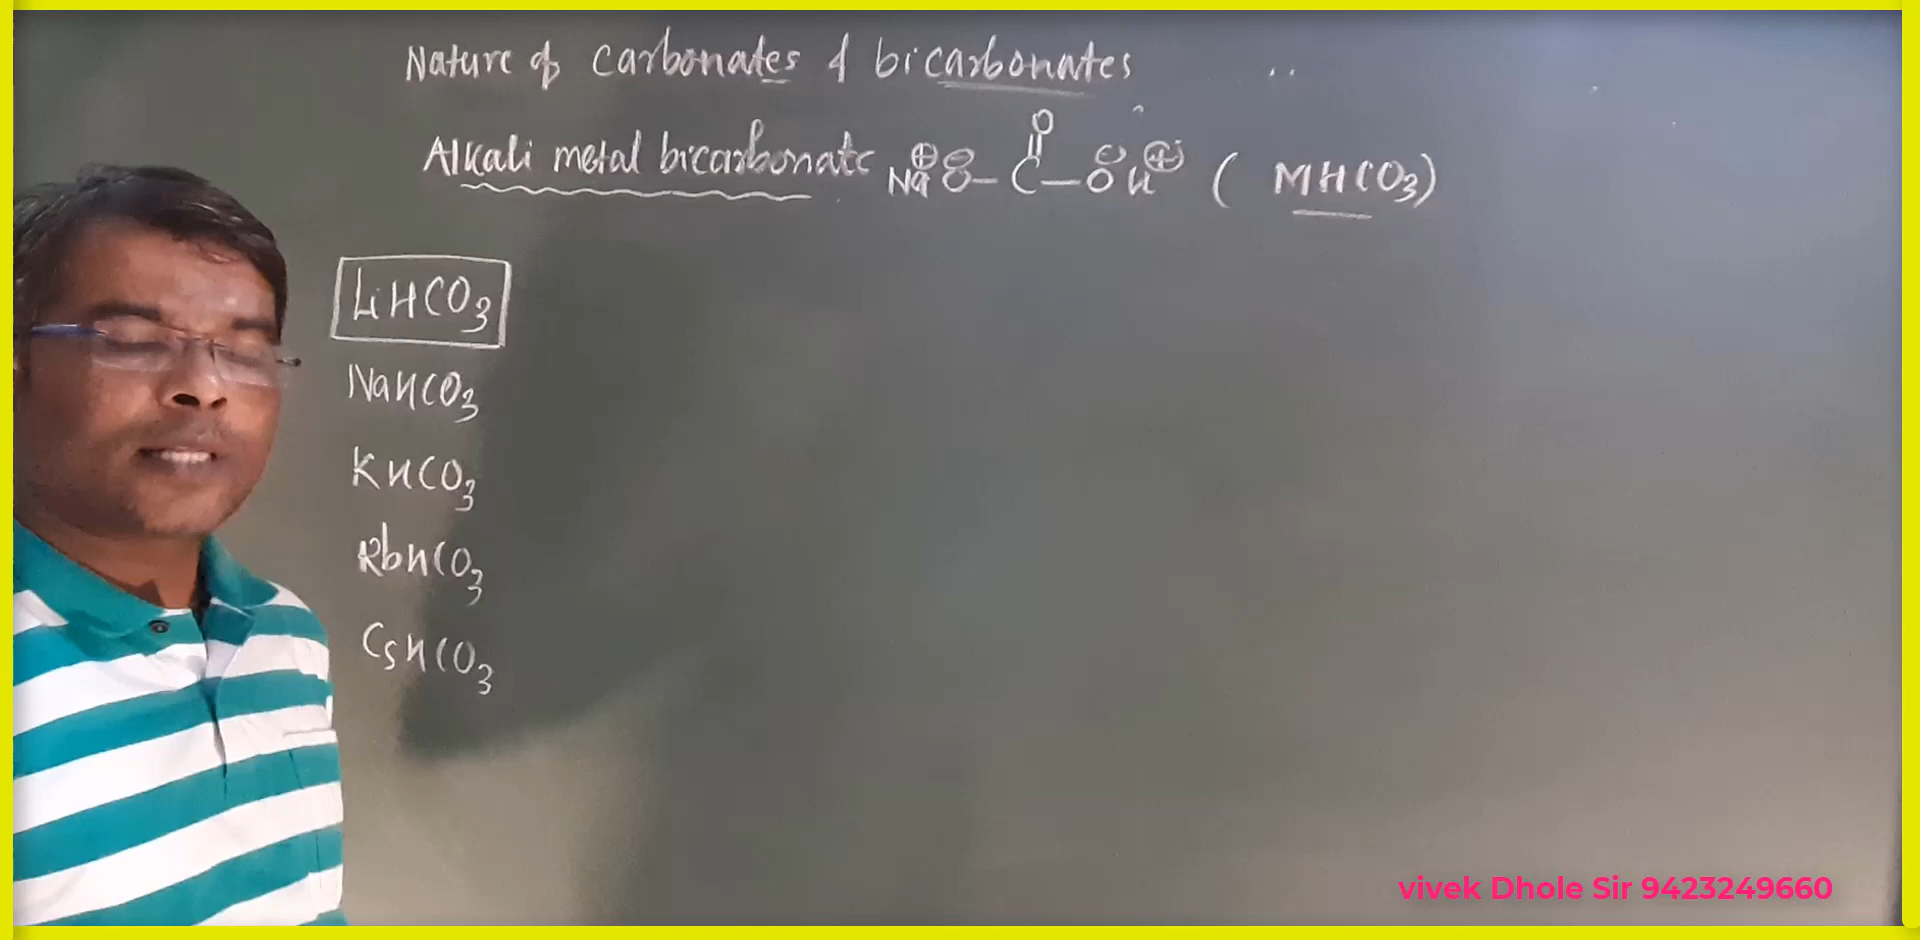 Nature of carbonates & bicarbonates
Alkali metal bicarbonate Na⊕ ⊖O–C(=O)–O⊖ H⊕ ( MHCO₃)
LiHCO₃
NaHCO₃
KHCO₃
RbHCO₃
CsHCO₃
vivek Dhole Sir 9423249660